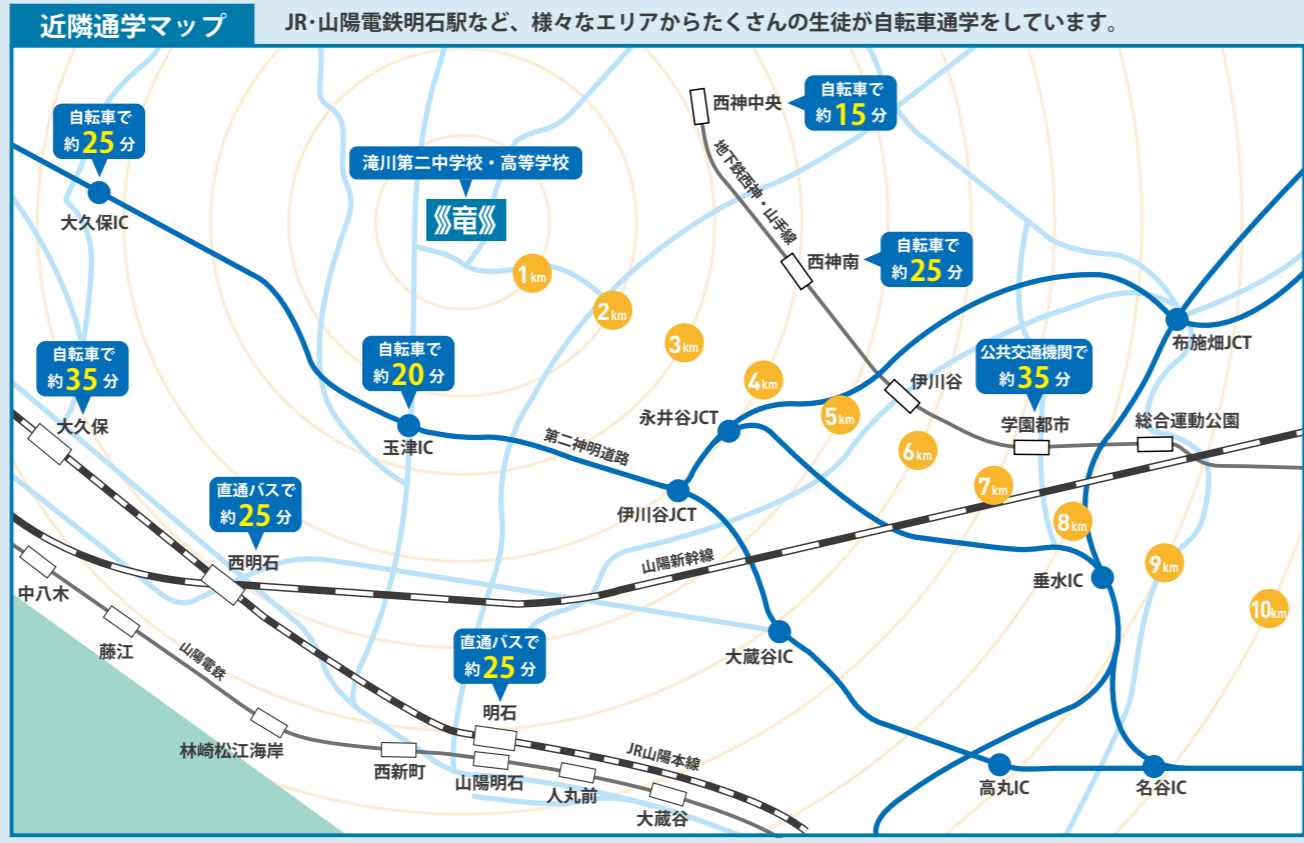 近隣通学マップ
JR・山陽電鉄明石駅など、様々なエリアからたくさんの生徒が自転車通学をしています。
自転車で
約25分
大久保IC
滝川第二中学校・高等学校
竜
西神中央
自転車で
約15分
地下鉄西神・山手線
西神南
自転車で
約25分
1km
2km
3km
4km
5km
6km
7km
8km
9km
10km
布施畑JCT
自転車で
約35分
大久保
自転車で
約20分
玉津IC
第二神明道路
永井谷JCT
伊川谷JCT
伊川谷
公共交通機関で
約35分
学園都市
総合運動公園
直通バスで
約25分
西明石
山陽新幹線
垂水IC
中八木
藤江
山陽電鉄
林崎松江海岸
直通バスで
約25分
明石
大蔵谷IC
JR山陽本線
西新町
山陽明石
人丸前
大蔵谷
高丸IC
名谷IC